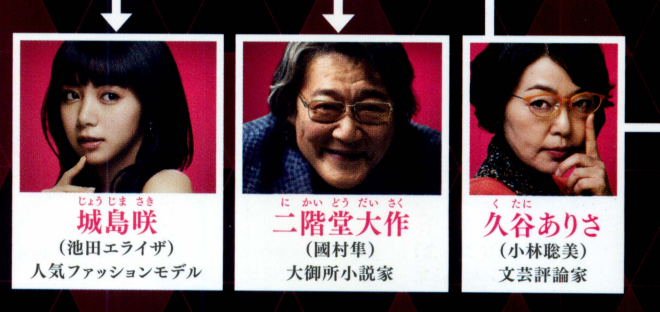 じょうじま さき
城島咲
(池田エライザ)
人気ファッションモデル
に かい どう だい さく
二階堂大作
(國村隼)
大御所小説家
く たに
久谷ありさ
(小林聡美)
文芸評論家